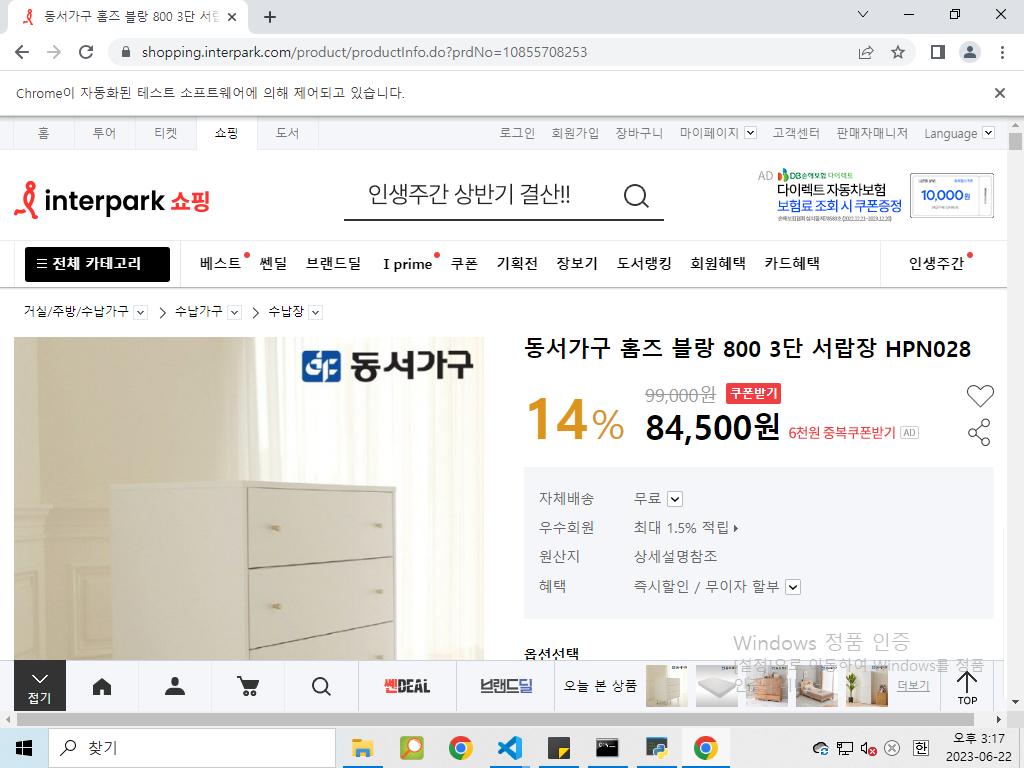 동서가구 홈즈 블랑 800 3단 서랍
shopping.interpark.com/product/productInfo.do?prdNo=10855708253
Chrome이 자동화된 테스트 소프트웨어에 의해 제어되고 있습니다.
홈 투어 티켓 쇼핑 도서 로그인 회원가입 장바구니 마이페이지 고객센터 판매자매니저 Language
interpark 쇼핑
인생주간 상반기 결산!!
AD DB손해보험 다이렉트
다이렉트 자동차보험
보험료 조회 시 쿠폰증정
10,000원
전체 카테고리 베스트 쎈딜 브랜드딜 I prime 쿠폰 기획전 장보기 도서랭킹 회원혜택 카드혜택 인생주간
거실/주방/수납가구 수납가구 수납장
동서가구
동서가구 홈즈 블랑 800 3단 서랍장 HPN028
14%
99,000원 쿠폰받기
84,500원 6천원 중복쿠폰받기 AD
자체배송 무료
우수회원 최대 1.5% 적립
원산지 상세설명참조
혜택 즉시할인 / 무이자 할부
옵션선택
Windows 정품 인증
[설정]으로 이동하여 Windows를 정품
접기
쎈DEAL
브랜드딜
오늘 본 상품
더보기
TOP
찾기
한
오후 3:17
2023-06-22